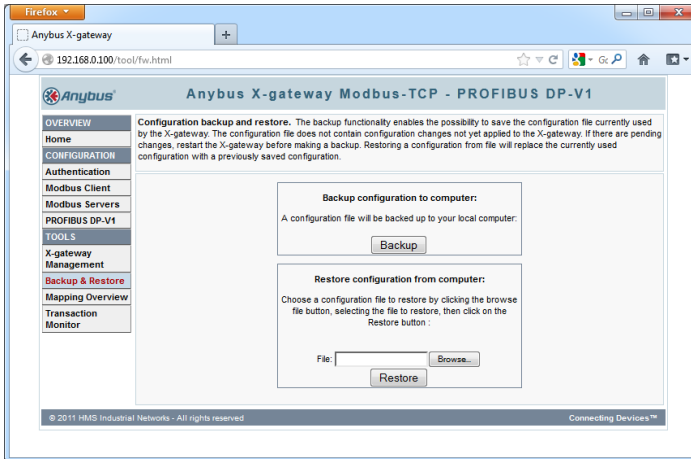 Firefox
Anybus X-gateway
192.168.0.100/tool/fw.html
Anybus
Anybus X-gateway Modbus-TCP - PROFIBUS DP-V1
OVERVIEW
Home
CONFIGURATION
Authentication
Modbus Client
Modbus Servers
PROFIBUS DP-V1
TOOLS
X-gateway
Management
Backup & Restore
Mapping Overview
Transaction
Monitor
Configuration backup and restore. The backup functionality enables the possibility to save the configuration file currently used
by the X-gateway. The configuration file does not contain configuration changes not yet applied to the X-gateway. If there are pending
changes, restart the X-gateway before making a backup. Restoring a configuration from file will replace the currently used
configuration with a previously saved configuration.
Backup configuration to computer:
A configuration file will be backed up to your local computer:
Backup
Restore configuration from computer:
Choose a configuration file to restore by clicking the browse
file button, selecting the file to restore, then click on the
Restore button :
File: Browse...
Restore
© 2011 HMS Industrial Networks - All rights reserved
Connecting Devices™